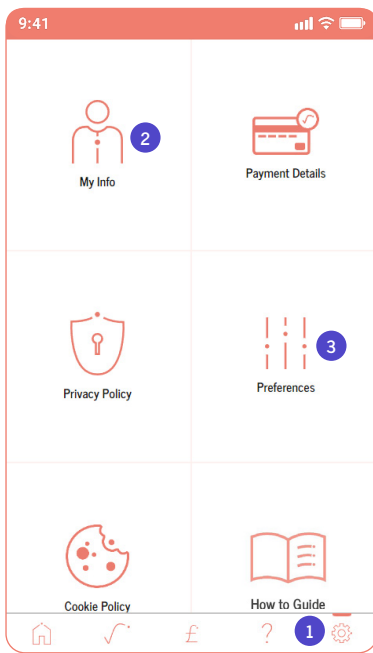 9:41
2
My Info
Payment Details
3
Privacy Policy
Preferences
Cookie Policy
How to Guide
£
?
1